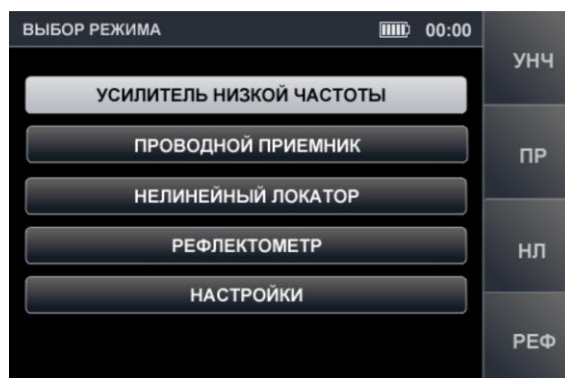 ВЫБОР РЕЖИМА 00:00
УСИЛИТЕЛЬ НИЗКОЙ ЧАСТОТЫ
ПРОВОДНОЙ ПРИЕМНИК
НЕЛИНЕЙНЫЙ ЛОКАТОР
РЕФЛЕКТОМЕТР
НАСТРОЙКИ
УНЧ
ПР
НЛ
РЕФ